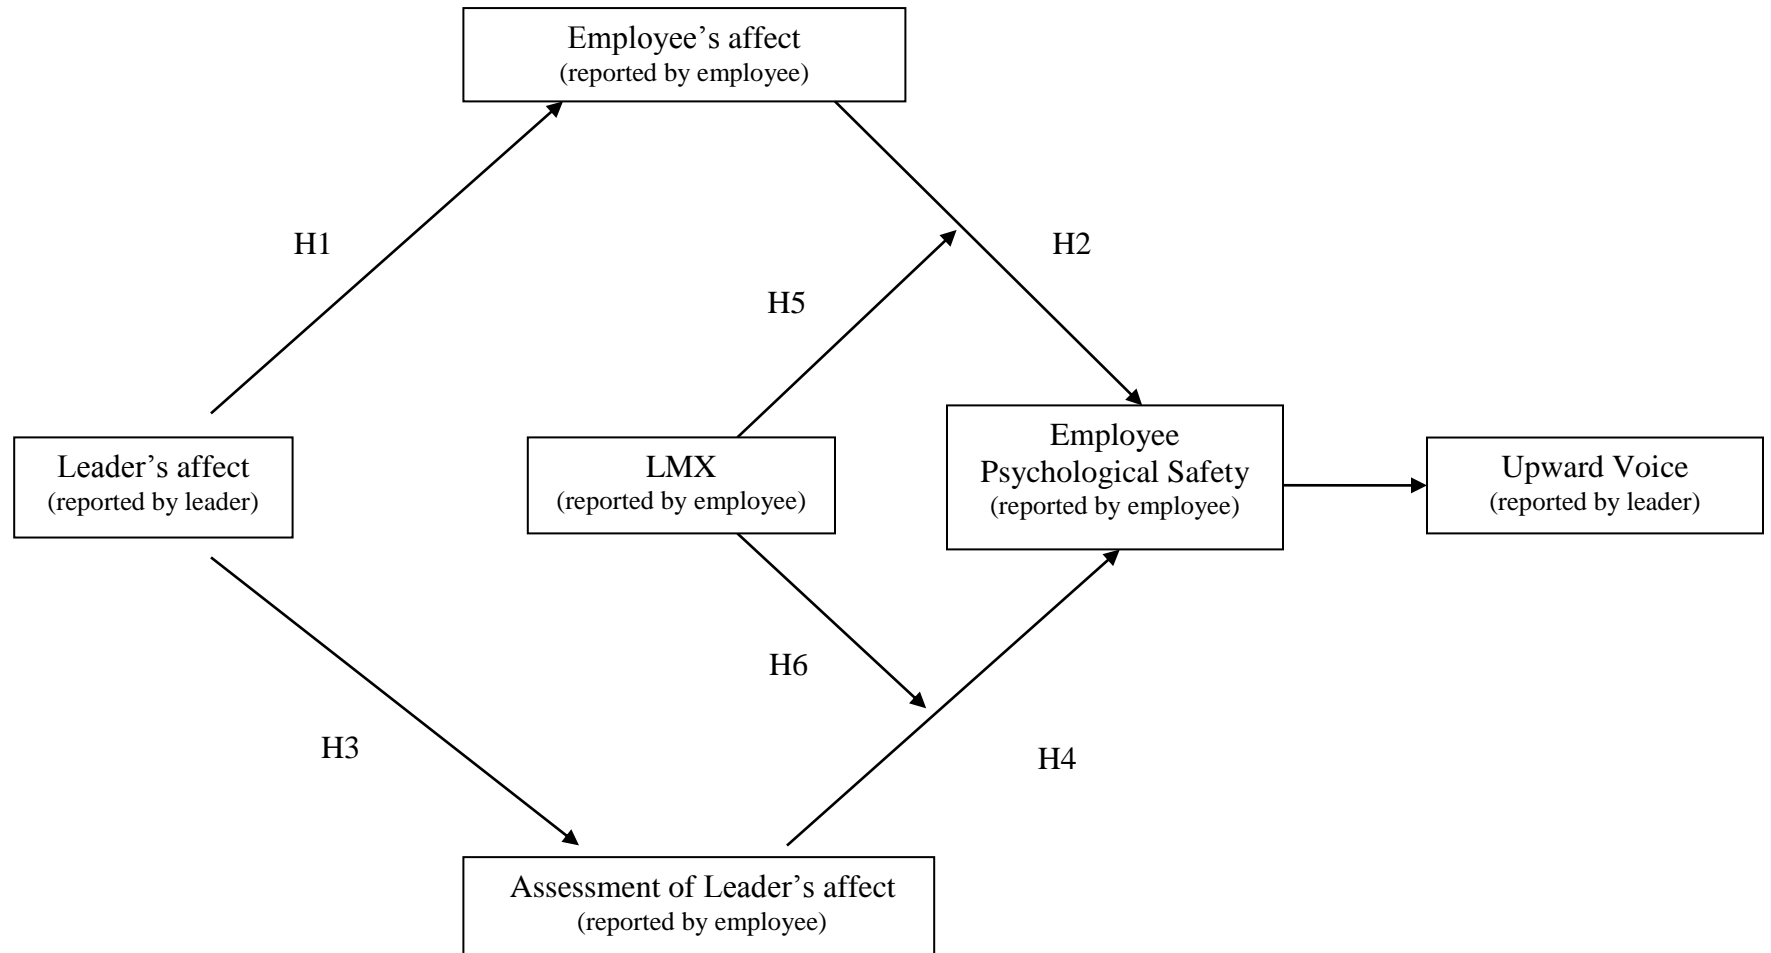 Employee’s affect
(reported by employee)
H1
H2
H5
Leader’s affect
(reported by leader)
LMX
(reported by employee)
Employee
Psychological Safety
(reported by employee)
Upward Voice
(reported by leader)
H6
H3
H4
Assessment of Leader’s affect
(reported by employee)